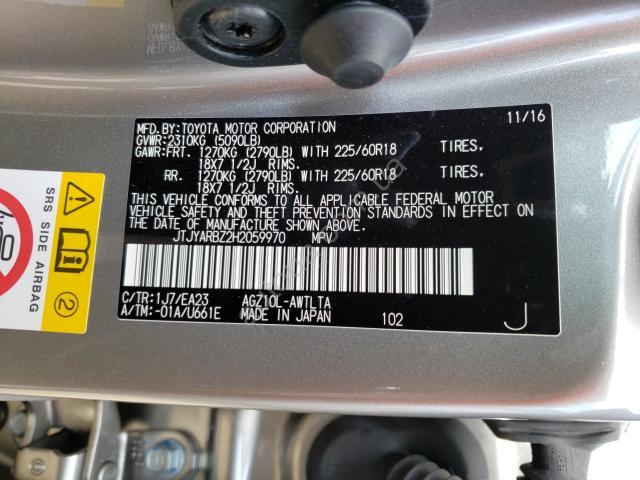 MFD.BY:TOYOTA MOTOR CORPORATION 11/16
GVWR:2310KG (5090LB)
GAWR:FRT. 1270KG (2790LB) WITH 225/60R18 TIRES.
18X7 1/2J RIMS.
RR. 1270KG (2790LB) WITH 225/60R18 TIRES.
18X7 1/2J RIMS.
THIS VEHICLE CONFORMS TO ALL APPLICABLE FEDERAL MOTOR
VEHICLE SAFETY AND THEFT PREVENTION STANDARDS IN EFFECT ON
THE DATE OF MANUFACTURE SHOWN ABOVE.
JTJYARBZ2H2059970 MPV
C/TR:1J7/EA23 AGZ10L-AWTLTA
A/TM:-01A/U661E MADE IN JAPAN 102 J
SRS SIDE AIRBAG
2